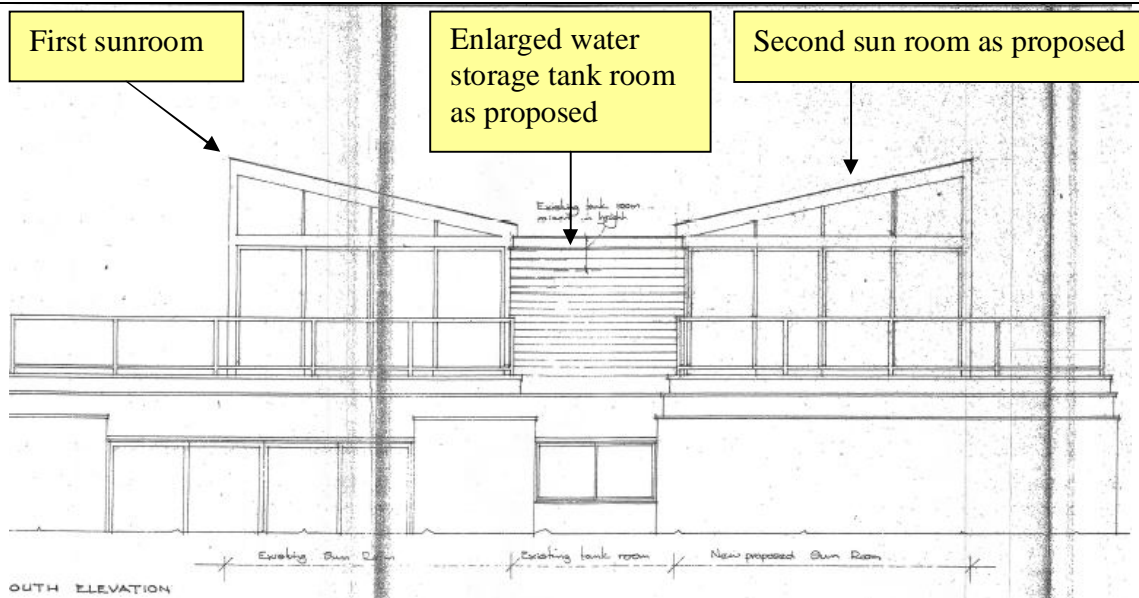 First sunroom
Enlarged water
storage tank room
as proposed
Second sun room as proposed
Existing tank room
in height
Existing Sun Room
Existing tank room
New proposed Sun Room
OUTH ELEVATION